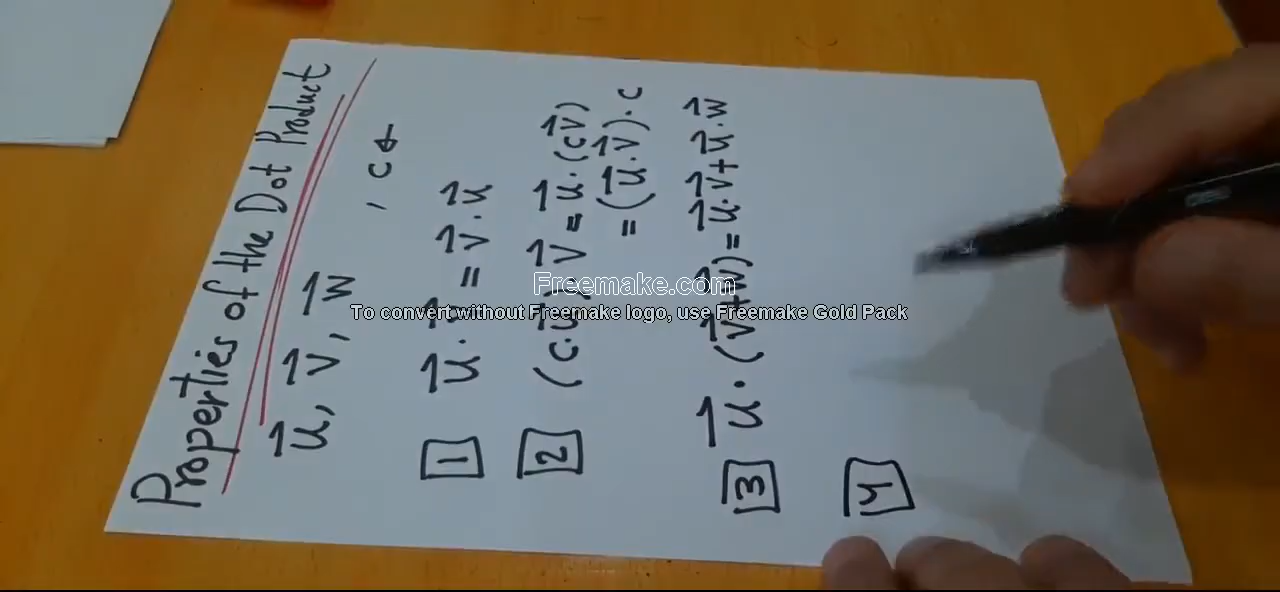 Properties of the Dot Product
u⃗, v⃗, w⃗ , c ↓
1 u⃗ · v⃗ = v⃗ · u⃗
2 (c·u⃗) · v⃗ = u⃗ · (cv⃗)
= (u⃗ · v⃗) · c
3 u⃗ · (v⃗+w⃗) = u⃗·v⃗ + u⃗·w⃗
4
Freemake.com
To convert without Freemake logo, use Freemake Gold Pack